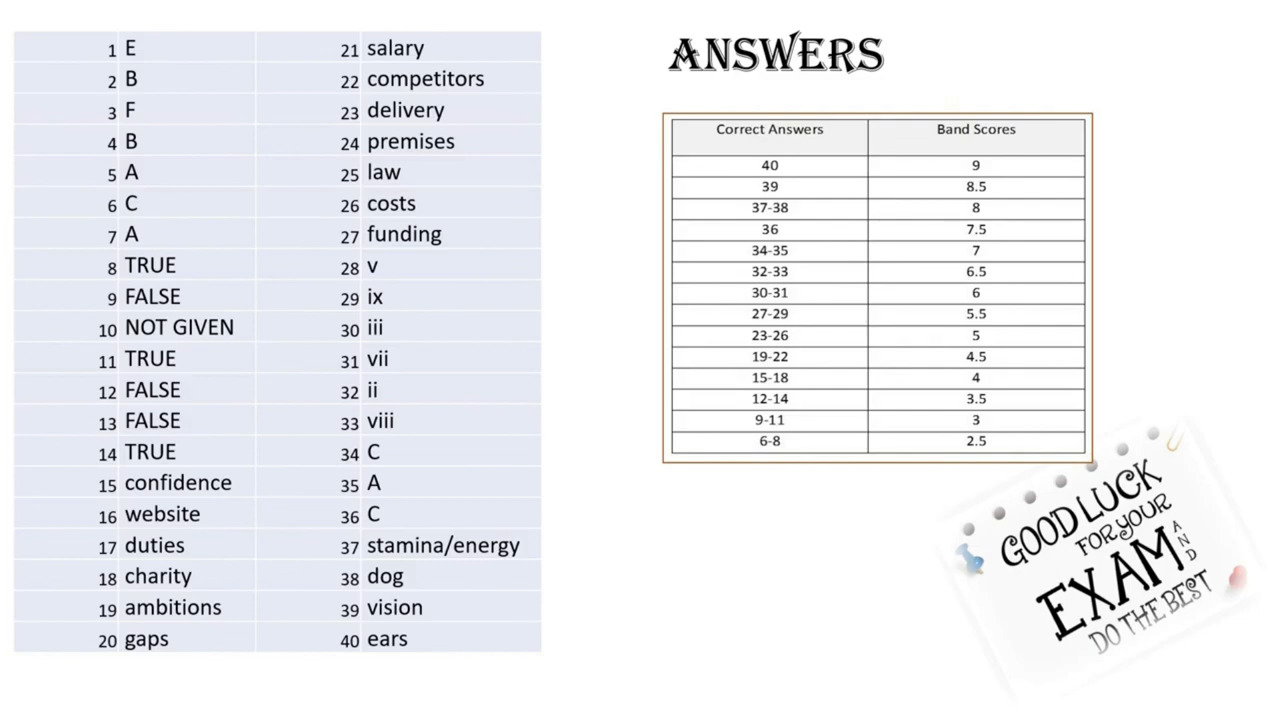 1 E
2 B
3 F
4 B
5 A
6 C
7 A
8 TRUE
9 FALSE
10 NOT GIVEN
11 TRUE
12 FALSE
13 FALSE
14 TRUE
15 confidence
16 website
17 duties
18 charity
19 ambitions
20 gaps
21 salary
22 competitors
23 delivery
24 premises
25 law
26 costs
27 funding
28 v
29 ix
30 iii
31 vii
32 ii
33 viii
34 C
35 A
36 C
37 stamina/energy
38 dog
39 vision
40 ears
ANSWERS
Correct Answers Band Scores
40 9
39 8.5
37-38 8
36 7.5
34-35 7
32-33 6.5
30-31 6
27-29 5.5
23-26 5
19-22 4.5
15-18 4
12-14 3.5
9-11 3
6-8 2.5
GOOD LUCK
FOR YOUR
EXAM AND
DO THE BEST